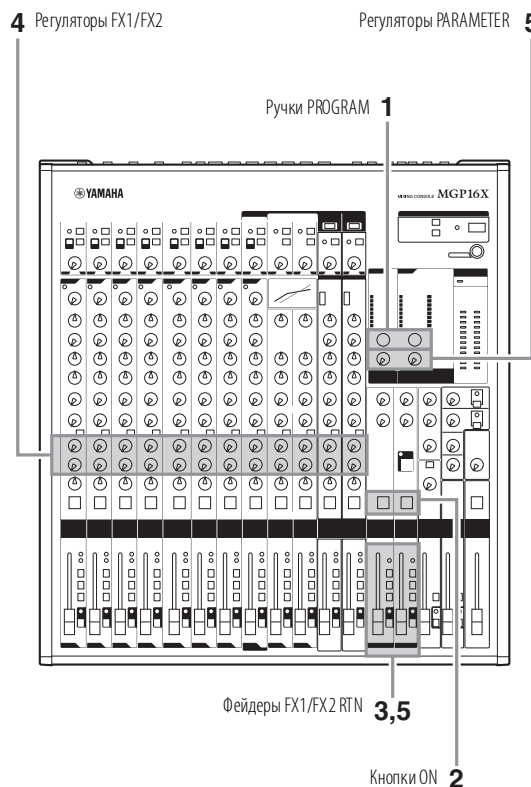 4 Регуляторы FX1/FX2
Регуляторы PARAMETER 5
Ручки PROGRAM 1
YAMAHA
MIXING CONSOLE MGP16X
Фейдеры FX1/FX2 RTN 3,5
Кнопки ON 2